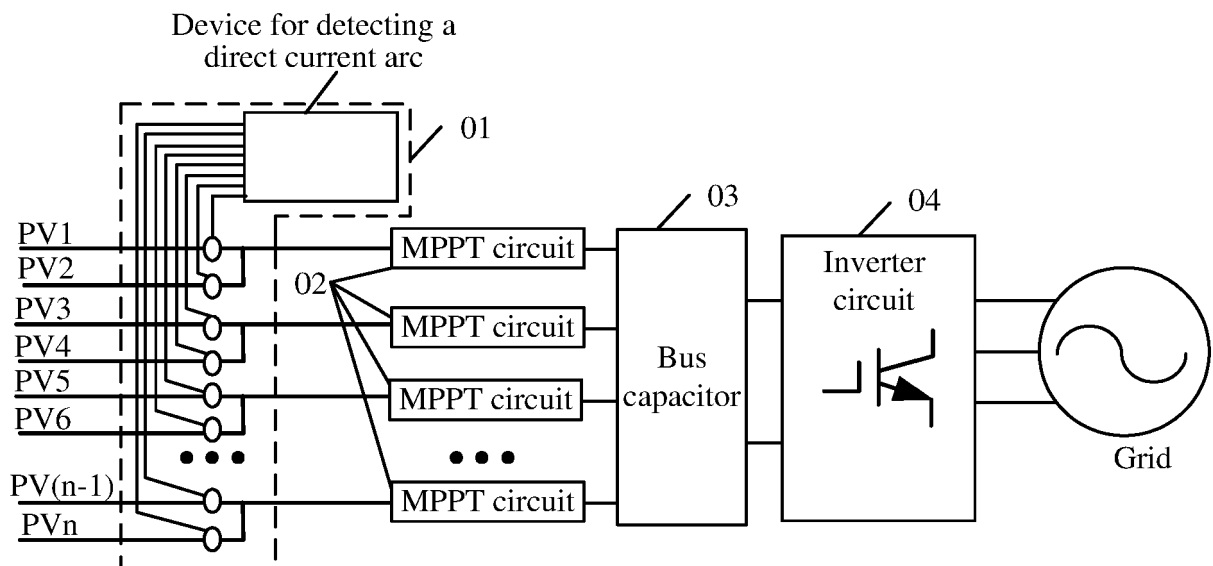 Device for detecting a
direct current arc
01
PV1
PV2
PV3
PV4
PV5
PV6
PV(n-1)
PVn
02
MPPT circuit
MPPT circuit
MPPT circuit
MPPT circuit
03
Bus
capacitor
04
Inverter
circuit
Grid